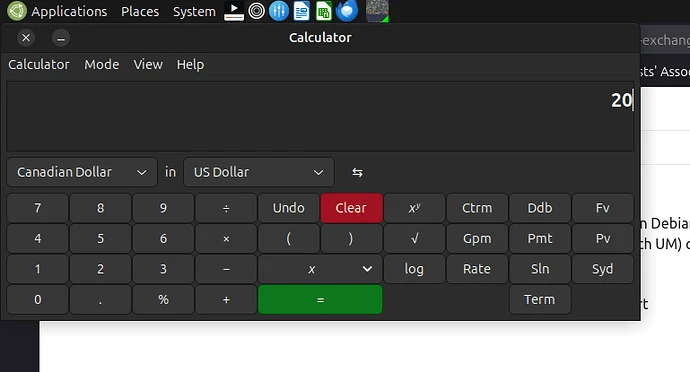 Applications Places System
Calculator
Calculator Mode View Help
20
Canadian Dollar in US Dollar ⇆
7 8 9 ÷ Undo Clear xʸ Ctrm Ddb Fv
4 5 6 × ( ) √ Gpm Pmt Pv
1 2 3 − x log Rate Sln Syd
0 . % + = Term
-exchang
sts' Assoc
n Debian
th UM) c
rt